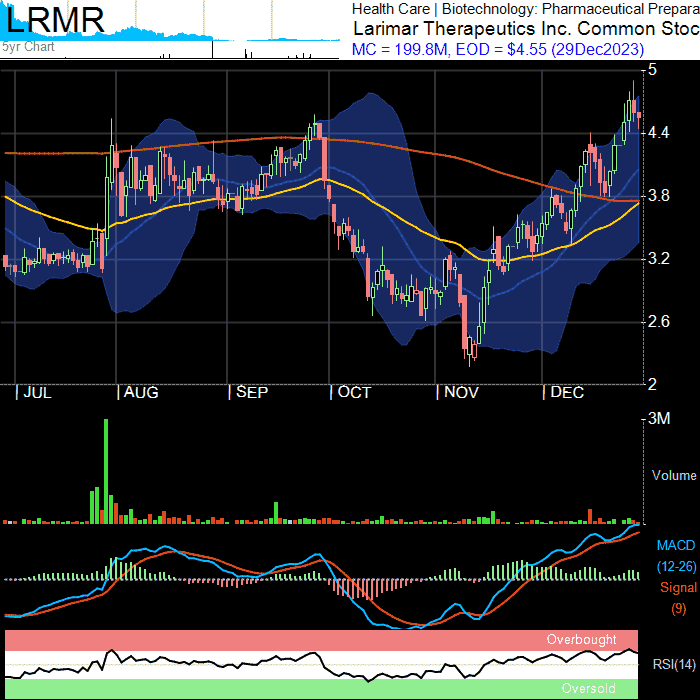 LRMR
5yr Chart
Health Care | Biotechnology: Pharmaceutical Prepara
Larimar Therapeutics Inc. Common Stoc
MC = 199.8M, EOD = $4.55 (29Dec2023)
5
4.4
3.8
3.2
2.6
2
JUL AUG SEP OCT NOV DEC
3M
Volume
MACD
(12-26)
Signal
(9)
Overbought
RSI(14)
Oversold